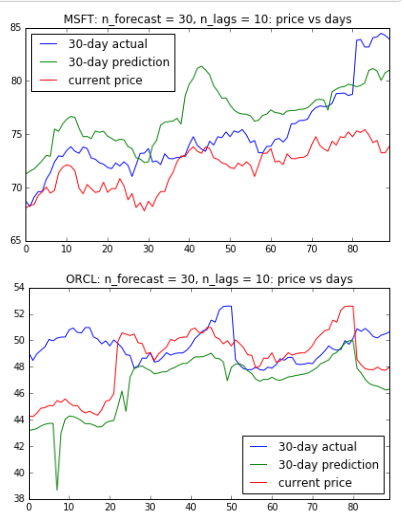 MSFT: n_forecast = 30, n_lags = 10: price vs days
85
30-day actual
30-day prediction
current price
80
75
70
65
0 10 20 30 40 50 60 70 80
ORCL: n_forecast = 30, n_lags = 10: price vs days
54
52
50
48
46
44
42
40
38
30-day actual
30-day prediction
current price
0 10 20 30 40 50 60 70 80